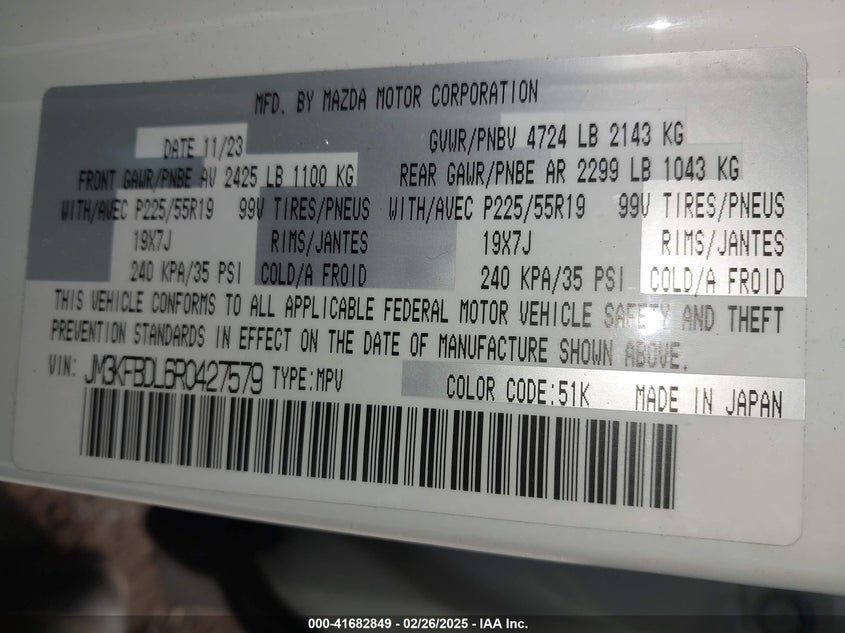 MFD. BY MAZDA MOTOR CORPORATION
DATE 11/23 GVWR/PNBV 4724 LB 2143 KG
FRONT GAWR/PNBE AV 2425 LB 1100 KG REAR GAWR/PNBE AR 2299 LB 1043 KG
WITH/AVEC P225/55R19 99V TIRES/PNEUS WITH/AVEC P225/55R19 99V TIRES/PNEUS
19X7J RIMS/JANTES 19X7J RIMS/JANTES
240 KPA/35 PSI COLD/A FROID 240 KPA/35 PSI COLD/A FROID
THIS VEHICLE CONFORMS TO ALL APPLICABLE FEDERAL MOTOR VEHICLE SAFETY AND THEFT
PREVENTION STANDARDS IN EFFECT ON THE DATE OF MANUFACTURE SHOWN ABOVE.
VIN: JM3KFBDL6R0427579 TYPE:MPV COLOR CODE:51K MADE IN JAPAN
000-41682849 - 02/26/2025 - IAA Inc.